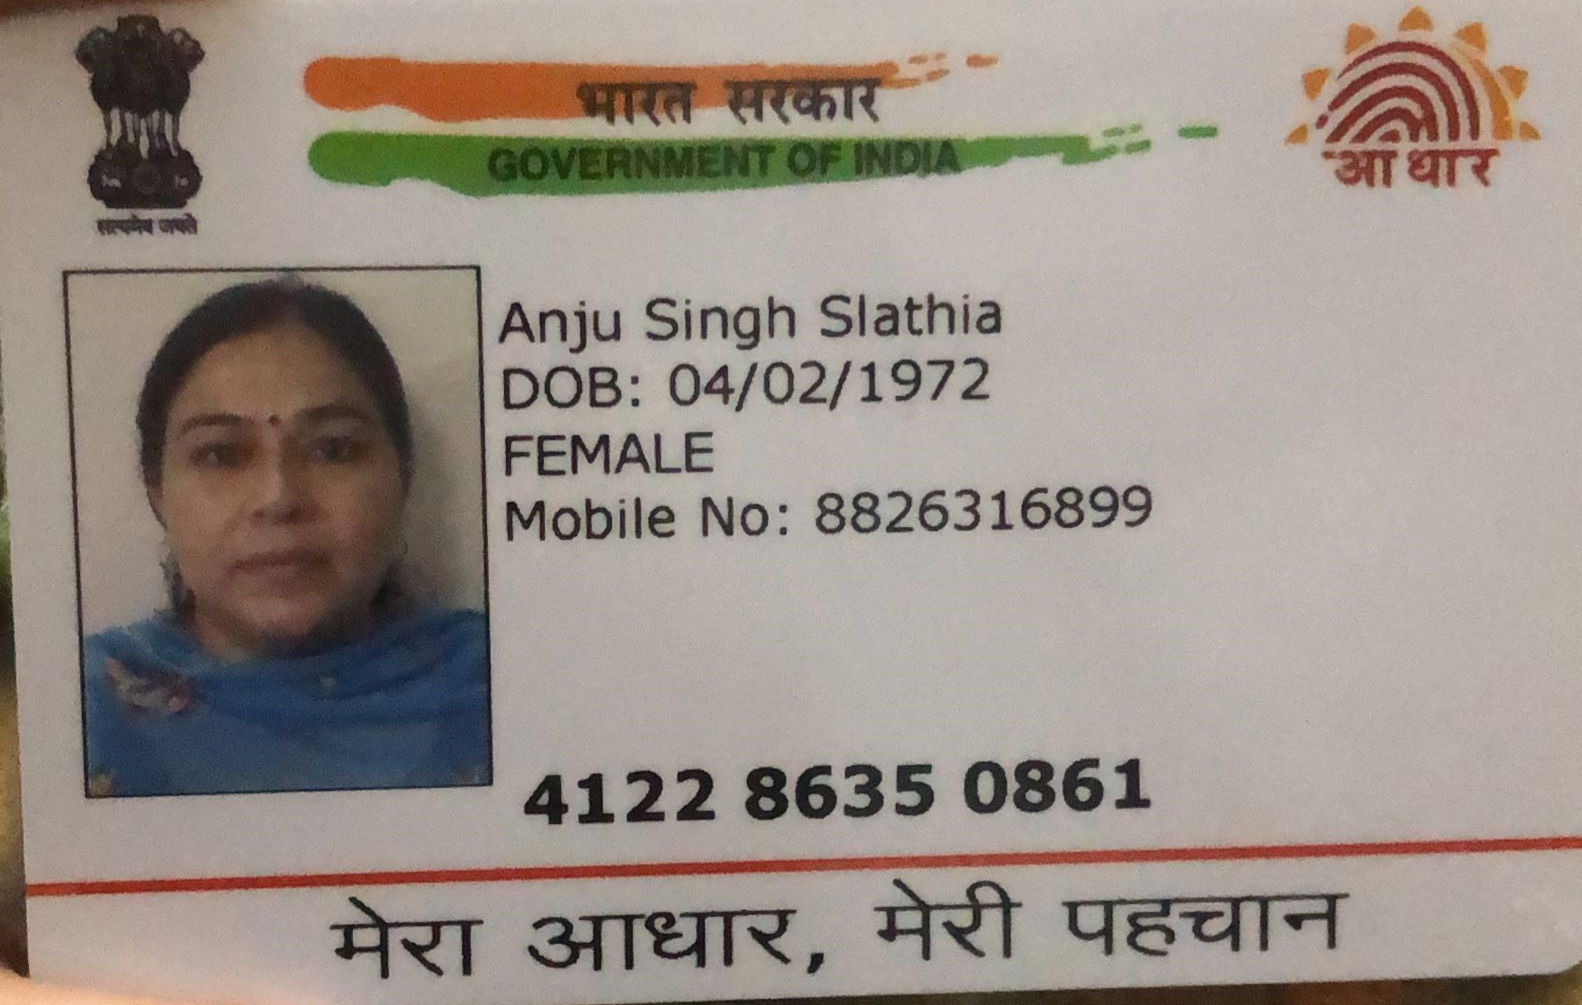 भारत सरकार
GOVERNMENT OF INDIA
आधार
सत्यमेव जयते
Anju Singh Slathia
DOB: 04/02/1972
FEMALE
Mobile No: 8826316899
4122 8635 0861
मेरा आधार, मेरी पहचान